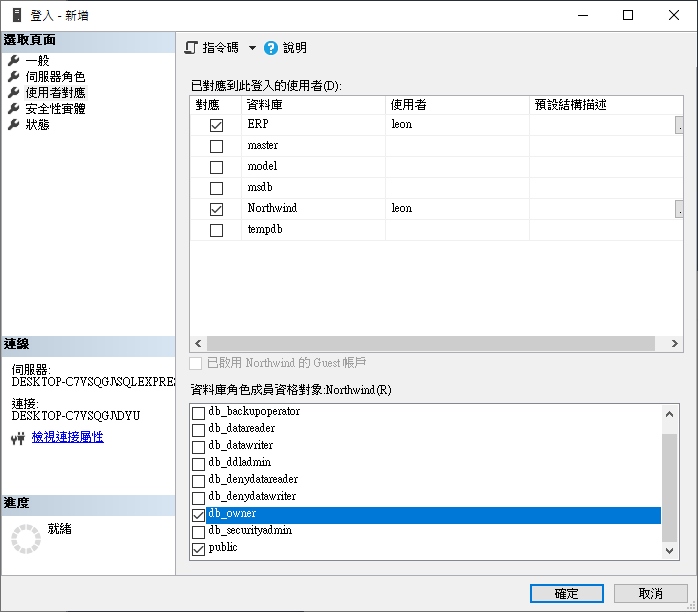 登入 - 新增
選取頁面
一般
伺服器角色
使用者對應
安全性實體
狀態
指令碼
說明
已對應到此登入的使用者(D):
對應 資料庫 使用者 預設結構描述
ERP leon
master
model
msdb
Northwind leon
tempdb
已啟用 Northwind 的 Guest 帳戶
資料庫角色成員資格對象:Northwind(R)
db_backupoperator
db_datareader
db_datawriter
db_ddladmin
db_denydatareader
db_denydatawriter
db_owner
db_securityadmin
public
連線
伺服器:
DESKTOP-C7VSQGJ\SQLEXPRES
連接:
DESKTOP-C7VSQGJ\DYU
檢視連接屬性
進度
就緒
確定
取消